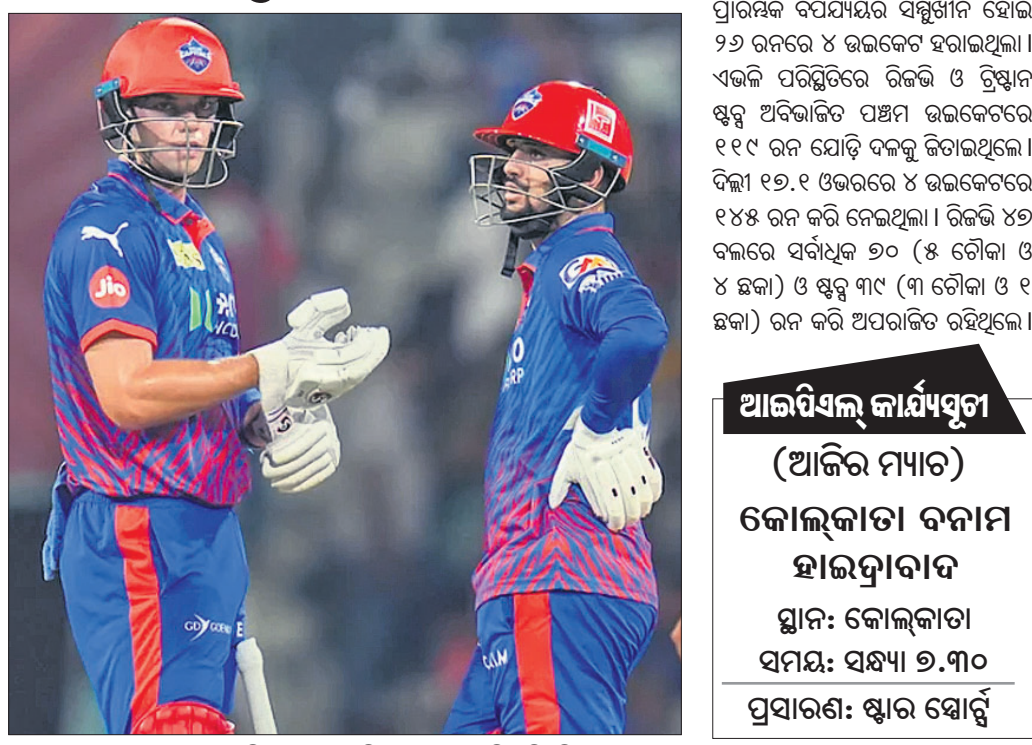 ପ୍ରାରମ୍ଭିକ ବିପର୍ଯ୍ୟୟର ସମ୍ମୁଖୀନ ହୋଇ
୨୬ ରନରେ ୪ ଉଇକେଟ ହରାଇଥିଲା।
ଏଭଳି ପରିସ୍ଥିତିରେ ରିଜଭି ଓ ଟ୍ରିଷ୍ଟାନ
ଷ୍ଟବ୍ସ ଅବିଭାଜିତ ପଞ୍ଚମ ଉଇକେଟରେ
୧୧୯ ରନ ଯୋଡ଼ି ଦଳକୁ ଜିତାଇଥିଲେ।
ଦିଲ୍ଲୀ ୧୭.୧ ଓଭରରେ ୪ ଉଇକେଟରେ
୧୪୫ ରନ କରି ନେଇଥିଲା। ରିଜଭି ୪୭
ବଲରେ ସର୍ବାଧିକ ୭୦ (୫ ଚୌକା ଓ
୪ ଛକା) ଓ ଷ୍ଟବ୍ସ ୩୯ (୩ ଚୌକା ଓ ୧
ଛକା) ରନ କରି ଅପରାଜିତ ରହିଥିଲେ।
ଆଇପିଏଲ୍ କାର୍ଯ୍ୟସୂଚୀ
(ଆଜିର ମ୍ୟାଚ)
କୋଲ୍‌କାତା ବନାମ
ହାଇଦ୍ରାବାଦ
ସ୍ଥାନ: କୋଲ୍‌କାତା
ସମୟ: ସନ୍ଧ୍ୟା ୭.୩୦
ପ୍ରସାରଣ: ଷ୍ଟାର ସ୍ପୋର୍ଟ୍ସ
Jio